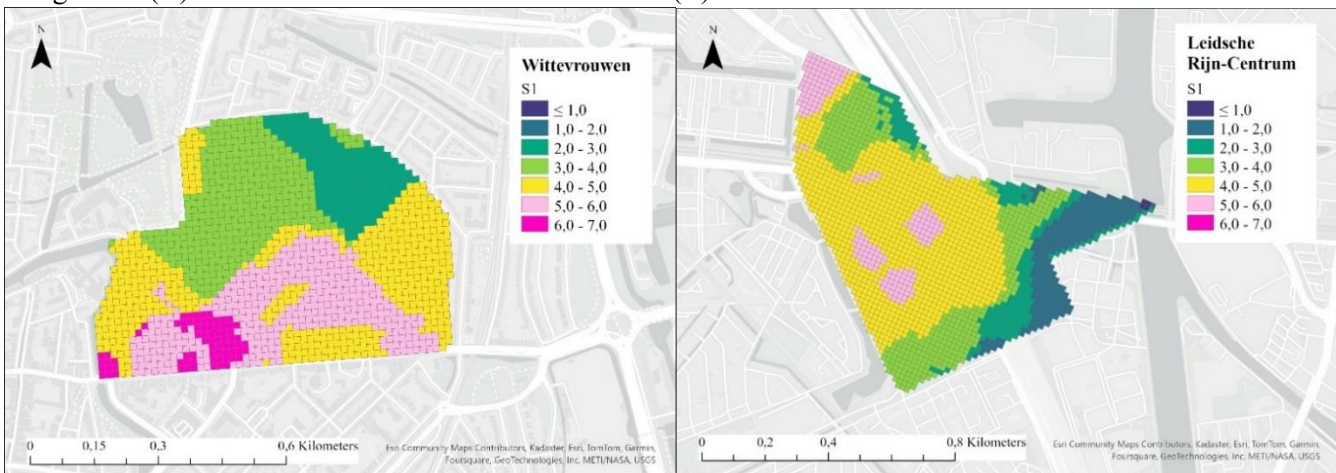 N
Wittevrouwen
S1
≤ 1,0
1,0 - 2,0
2,0 - 3,0
3,0 - 4,0
4,0 - 5,0
5,0 - 6,0
6,0 - 7,0
0 0,15 0,3 0,6 Kilometers
Esri Community Maps Contributors, Kadaster, Esri, TomTom, Garmin,
Foursquare, GeoTechnologies, Inc, METI/NASA, USGS
N
Leidsche
Rijn-Centrum
S1
≤ 1,0
1,0 - 2,0
2,0 - 3,0
3,0 - 4,0
4,0 - 5,0
5,0 - 6,0
6,0 - 7,0
0 0,2 0,4 0,8 Kilometers
Esri Community Maps Contributors, Kadaster, Esri, TomTom, Garmin,
Foursquare, GeoTechnologies, Inc, METI/NASA, USGS